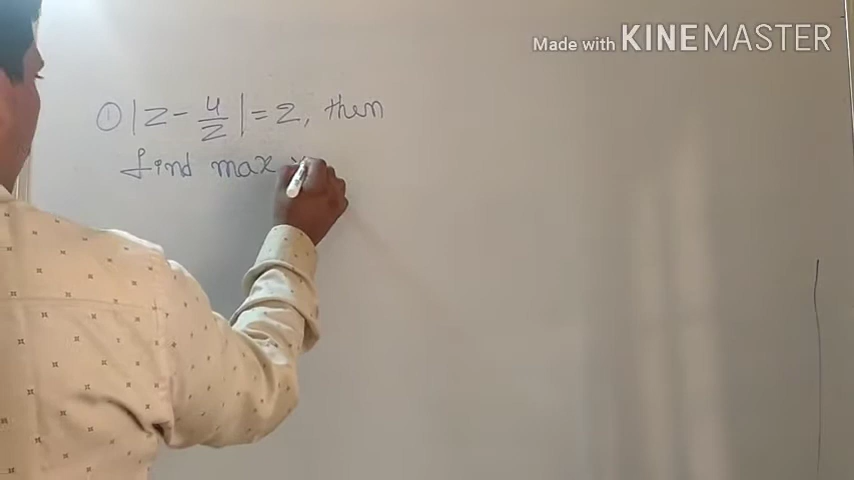 Made with KINEMASTER
① |z - 4/z| = 2, then
find max